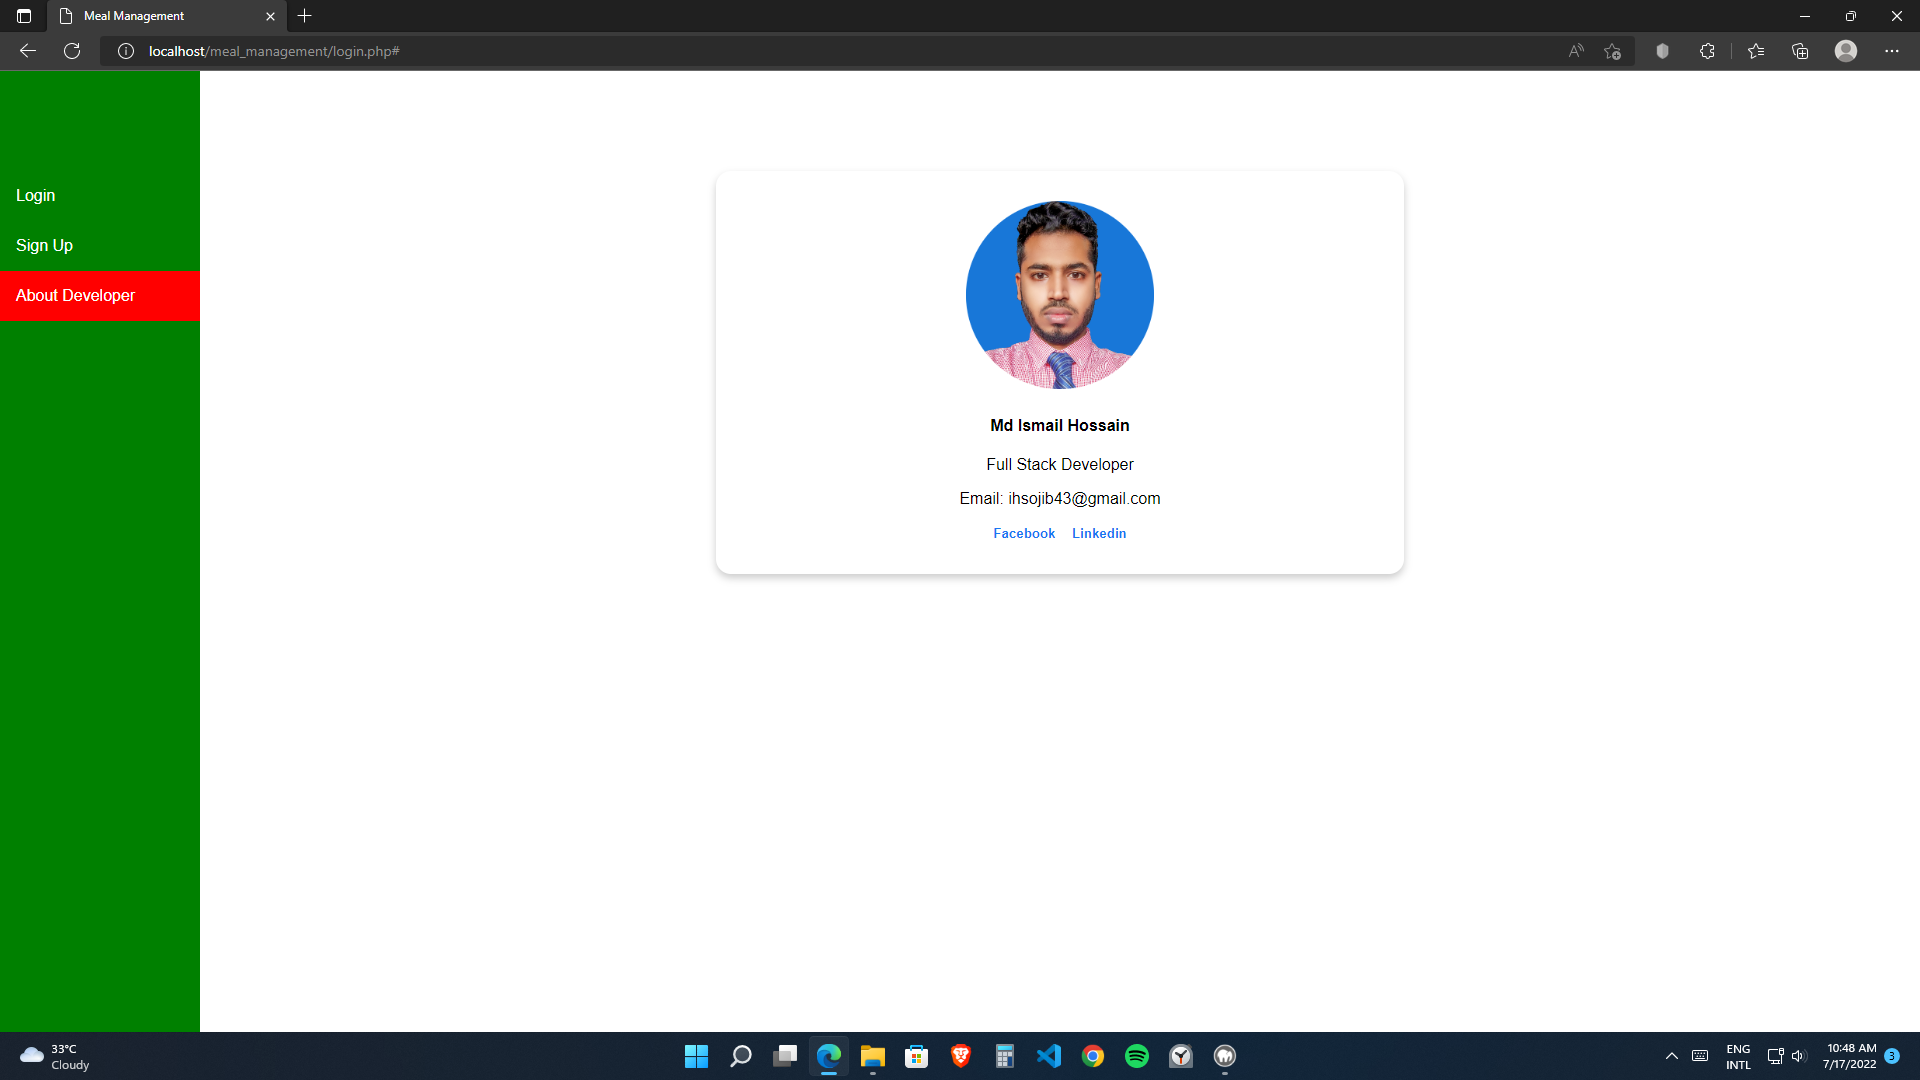 Meal Management
localhost/meal_management/login.php#
Login
Sign Up
About Developer
Md Ismail Hossain
Full Stack Developer
Email: ihsojib43@gmail.com
Facebook Linkedin
33°C
Cloudy
ENG
INTL
10:48 AM
7/17/2022
3